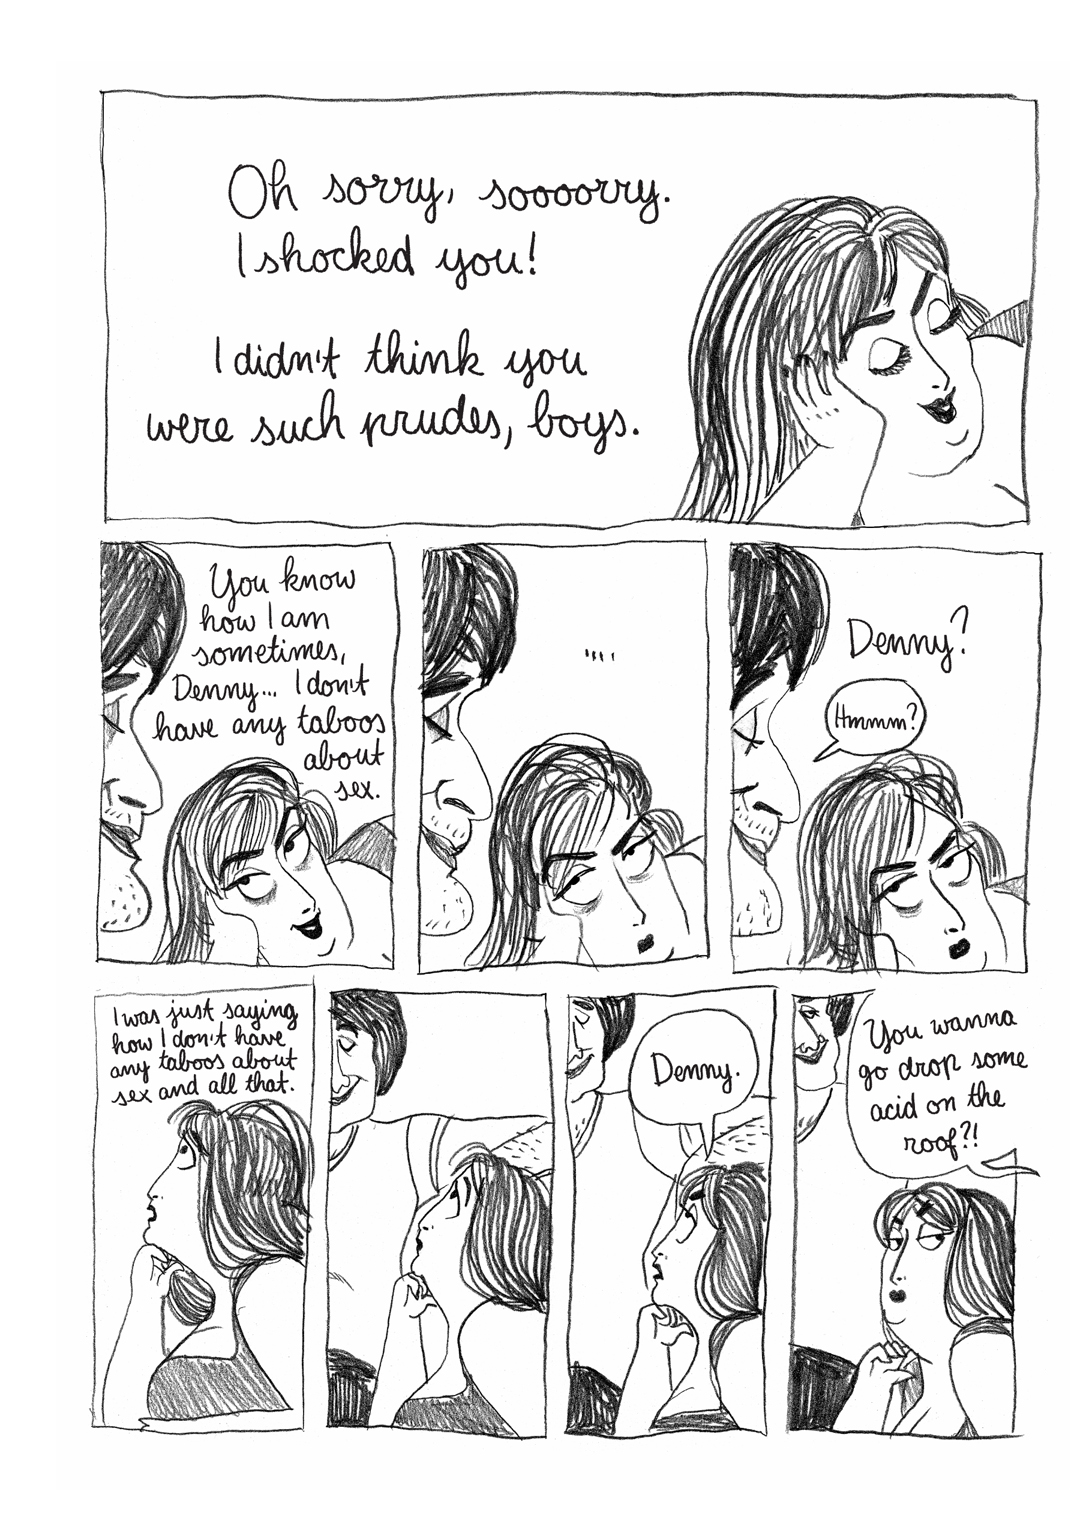 Oh sorry, soooorry.
I shocked you!
I didn't think you
were such prudes, boys.
You know
how I am
sometimes,
Denny... I don't
have any taboos
about
sex.
....
Denny?
Hmmm?
I was just saying
how I don't have
any taboos about
sex and all that.
Denny.
You wanna
go drop some
acid on the
roof?!